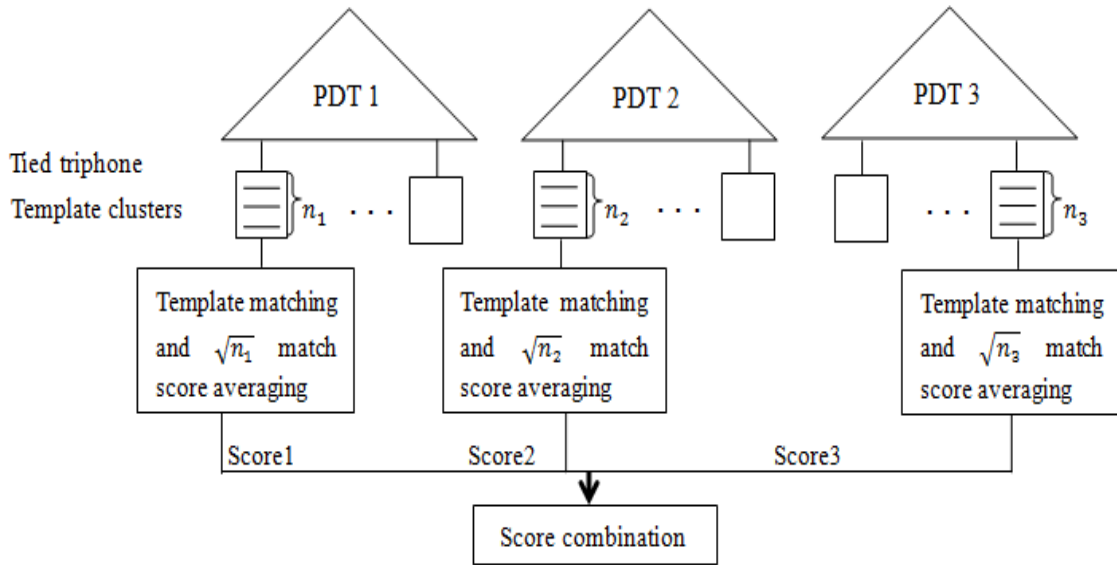 PDT 1
PDT 2
PDT 3
Tied triphone
Template clusters
n₁ . . .
n₂ . . .
. . . n₃
Template matching
and √n₁ match
score averaging
Template matching
and √n₂ match
score averaging
Template matching
and √n₃ match
score averaging
Score1
Score2
Score3
Score combination